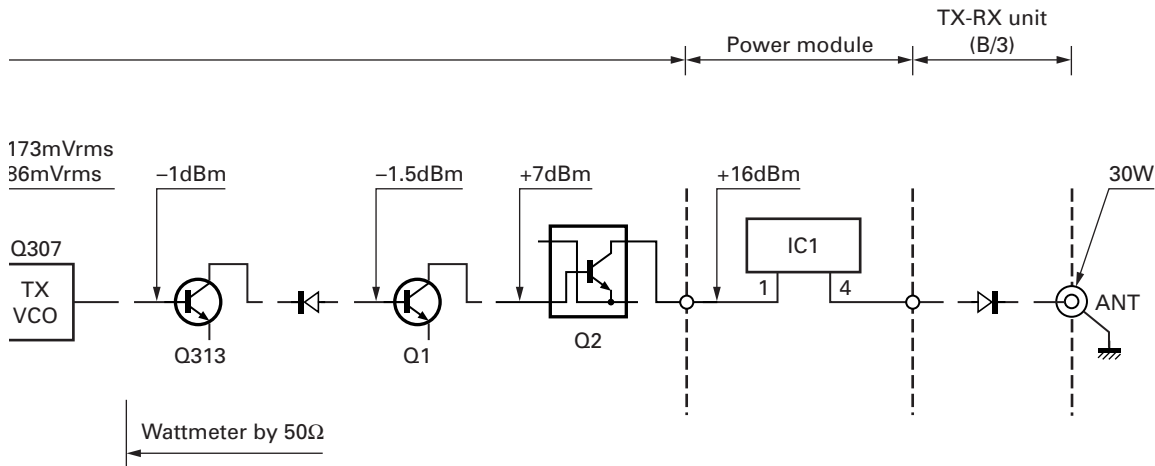 TX-RX unit
(B/3)
Power module
173mVrms
86mVrms
–1dBm
–1.5dBm
+7dBm
+16dBm
30W
Q307
TX
VCO
IC1
1
4
ANT
Q313
Q1
Q2
Wattmeter by 50Ω